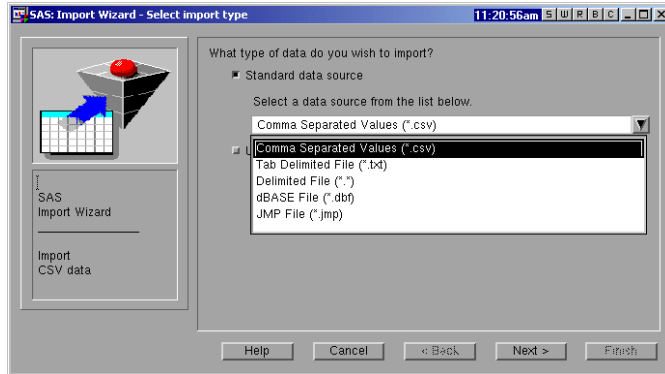 SAS: Import Wizard - Select import type
11:20:56am S W R B C
What type of data do you wish to import?
Standard data source
Select a data source from the list below.
Comma Separated Values (*.csv)
Comma Separated Values (*.csv)
Tab Delimited File (*.txt)
Delimited File (*.*)
dBASE File (*.dbf)
JMP File (*.jmp)
SAS
Import Wizard
Import
CSV data
Help
Cancel
< Back
Next >
Finish